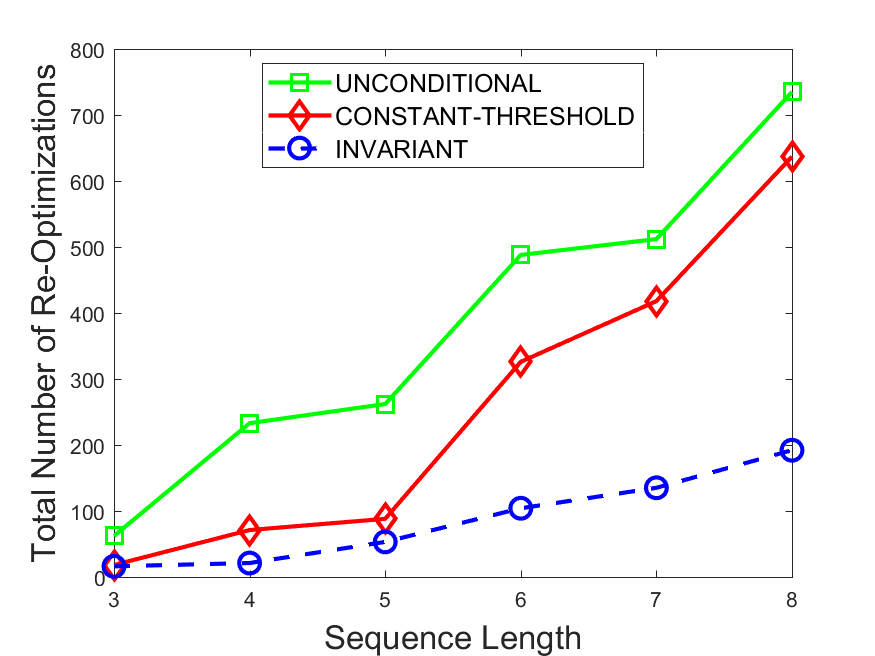 800
700
600
500
400
300
200
100
0
Total Number of Re-Optimizations
UNCONDITIONAL
CONSTANT-THRESHOLD
INVARIANT
3 4 5 6 7 8
Sequence Length